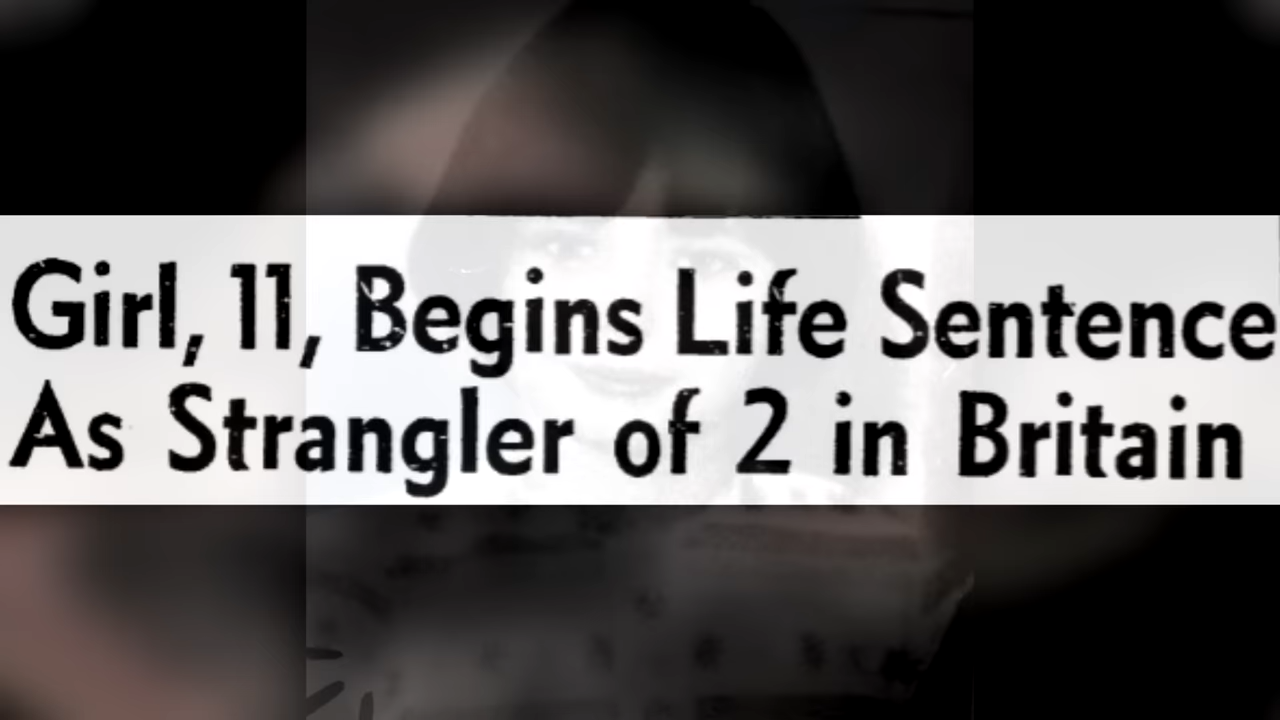 Girl, 11, Begins Life Sentence
As Strangler of 2 in Britain